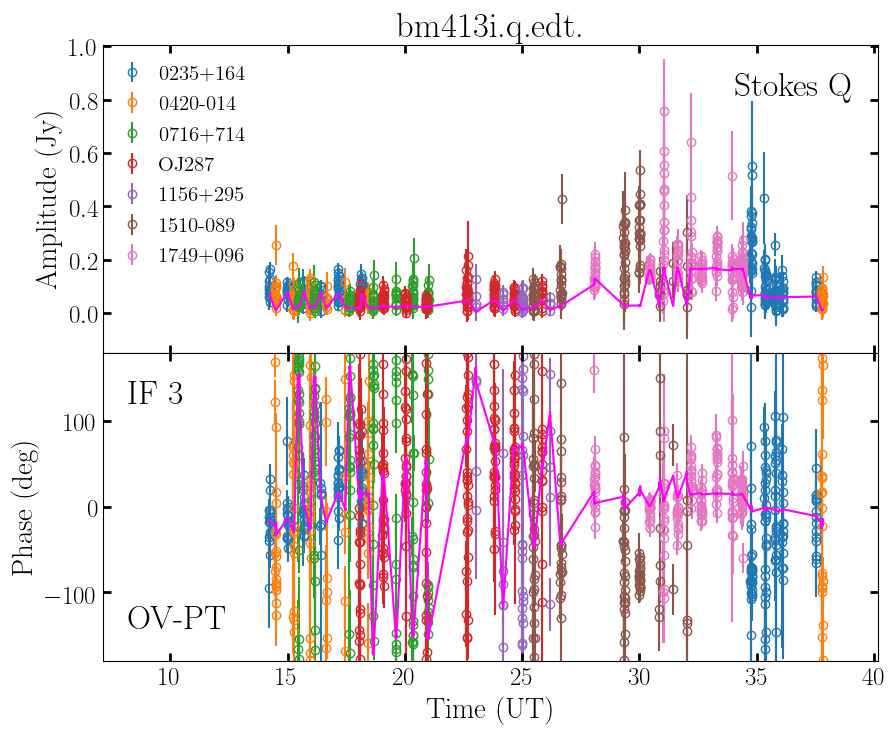 bm413i.q.edt.
1.0
0.8
0.6
0.4
0.2
0.0
Amplitude (Jy)
0235+164
0420-014
0716+714
OJ287
1156+295
1510-089
1749+096
Stokes Q
IF 3
100
0
−100
Phase (deg)
OV-PT
10
15
20
25
30
35
40
Time (UT)